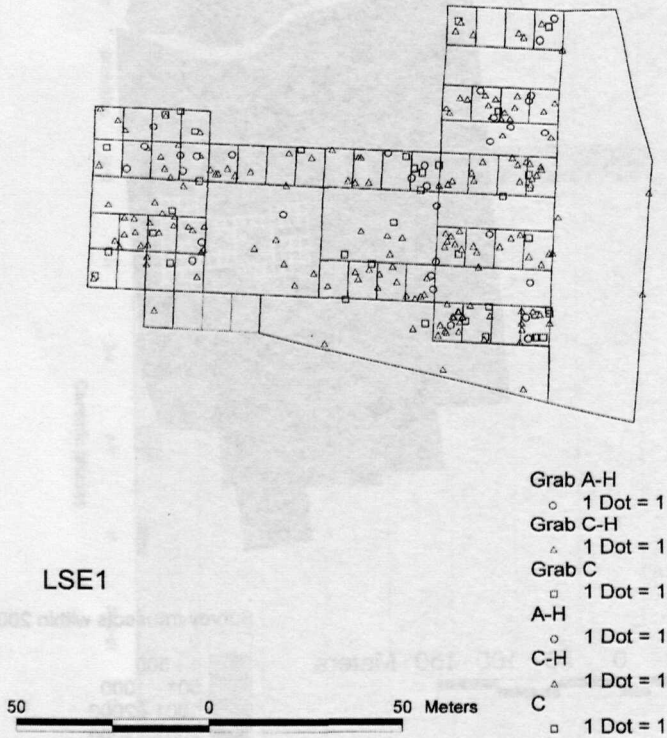 Grab A-H
1 Dot = 1
Grab C-H
1 Dot = 1
Grab C
1 Dot = 1
A-H
1 Dot = 1
C-H
1 Dot = 1
C
1 Dot = 1
LSE1
50 0 50 Meters